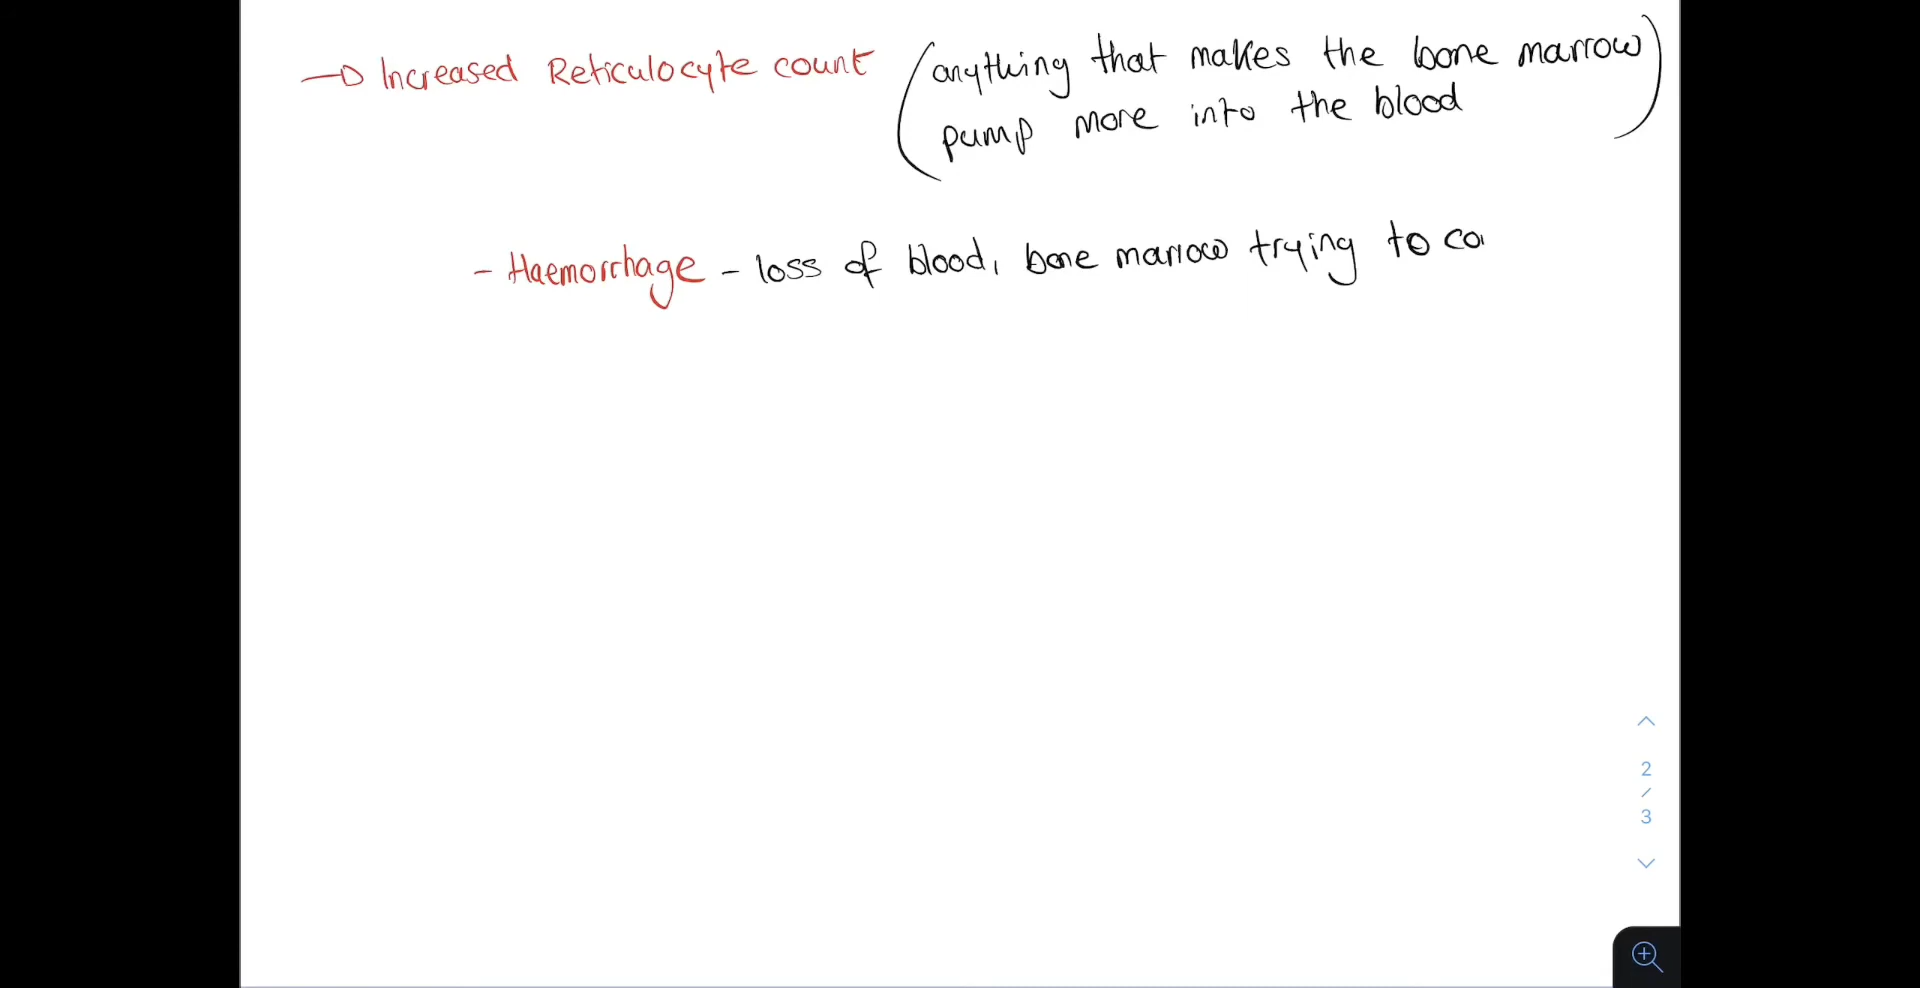 → Increased Reticulocyte count (anything that makes the bone marrow
pump more into the blood)
- Haemorrhage - loss of blood, bone marrow trying to co
2
/
3